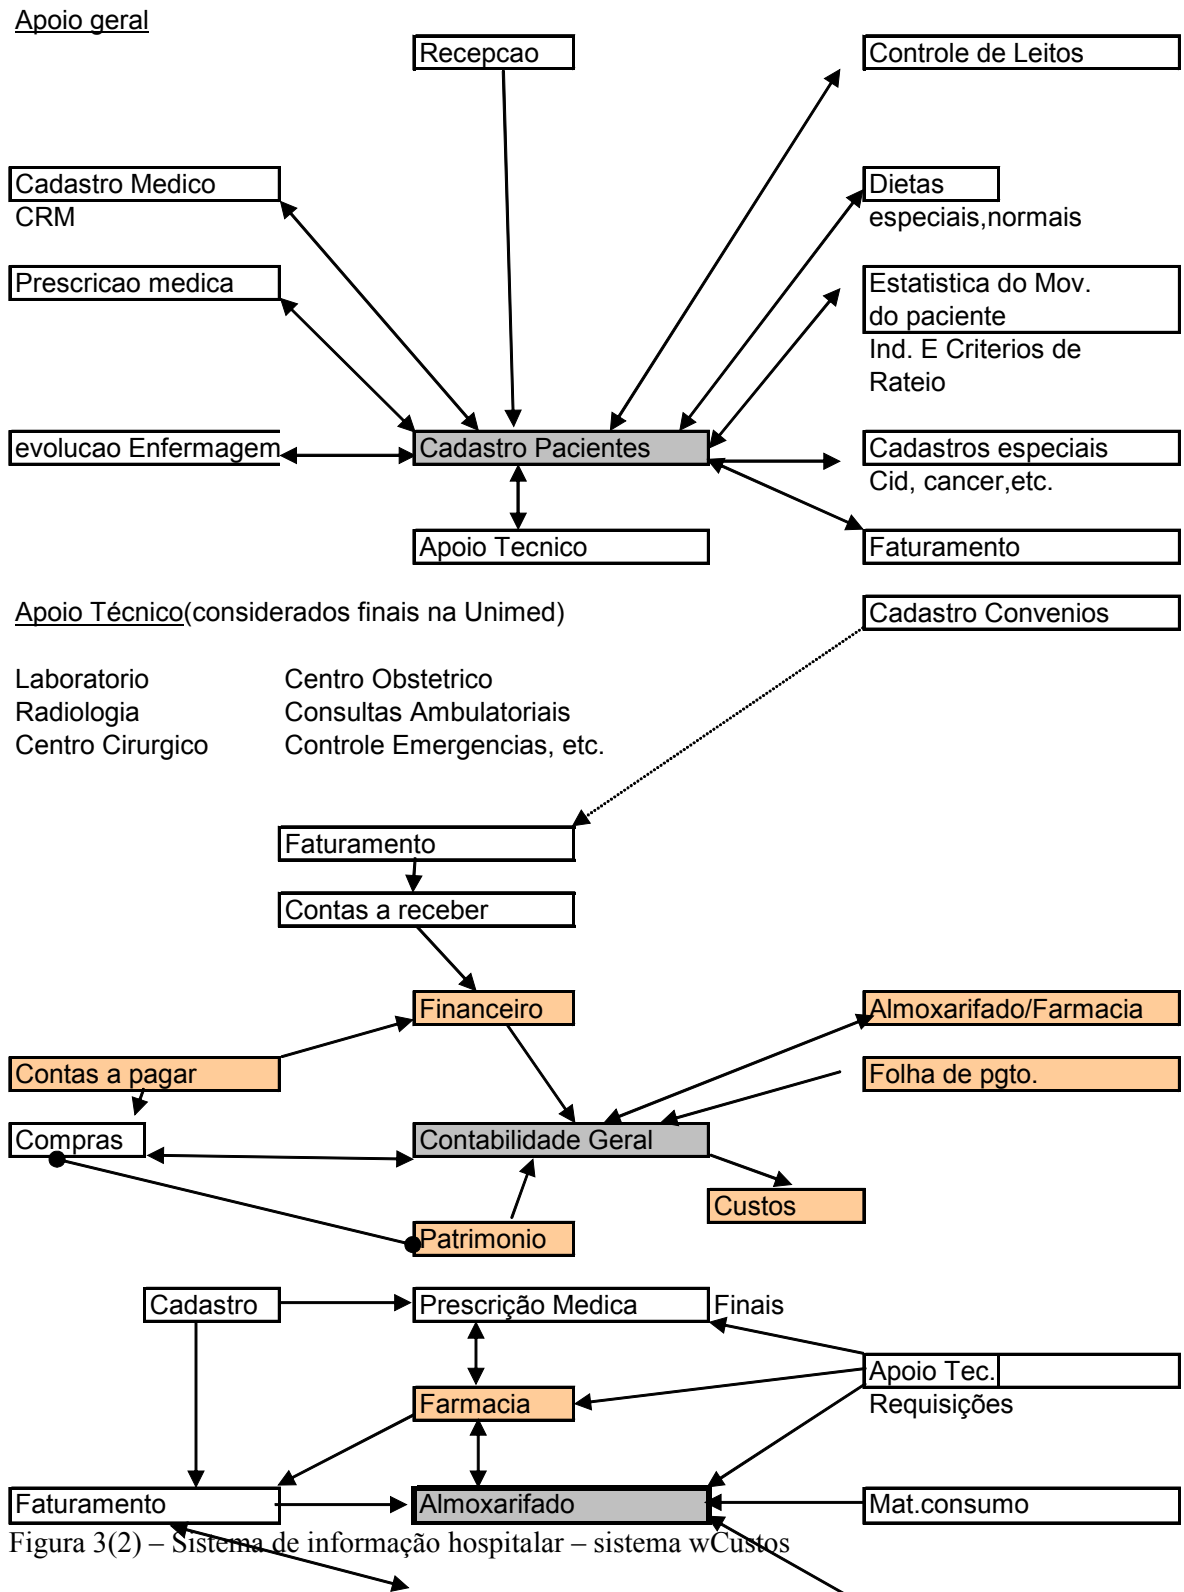 Apoio geral
Recepcao
Controle de Leitos
Cadastro Medico
CRM
Dietas
especiais,normais
Prescricao medica
Estatistica do Mov.
do paciente
Ind. E Criterios de
Rateio
evolucao Enfermagem
Cadastro Pacientes
Cadastros especiais
Cid, cancer,etc.
Apoio Tecnico
Faturamento
Apoio Técnico(considerados finais na Unimed)
Cadastro Convenios
Laboratorio
Centro Obstetrico
Radiologia
Consultas Ambulatoriais
Centro Cirurgico
Controle Emergencias, etc.
Faturamento
Contas a receber
Financeiro
Almoxarifado/Farmacia
Contas a pagar
Folha de pgto.
Compras
Contabilidade Geral
Custos
Patrimonio
Cadastro
Prescrição Medica
Finais
Apoio Tec.
Requisições
Farmacia
Faturamento
Almoxarifado
Mat.consumo
Figura 3(2) – Sistema de informação hospitalar – sistema wCustos